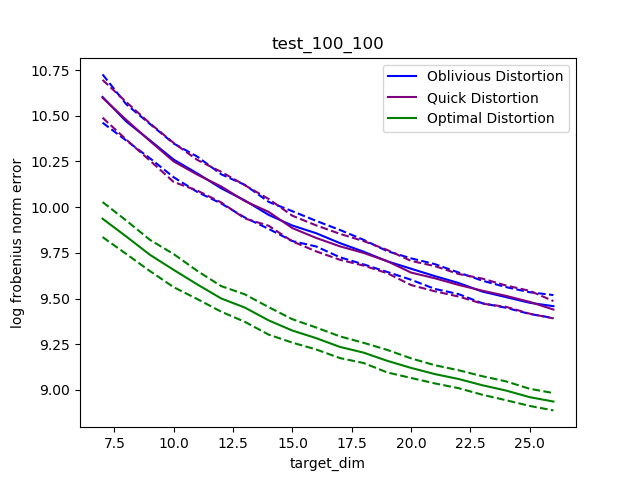 test_100_100
Oblivious Distortion
Quick Distortion
Optimal Distortion
log frobenius norm error
10.75
10.50
10.25
10.00
9.75
9.50
9.25
9.00
7.5 10.0 12.5 15.0 17.5 20.0 22.5 25.0
target_dim